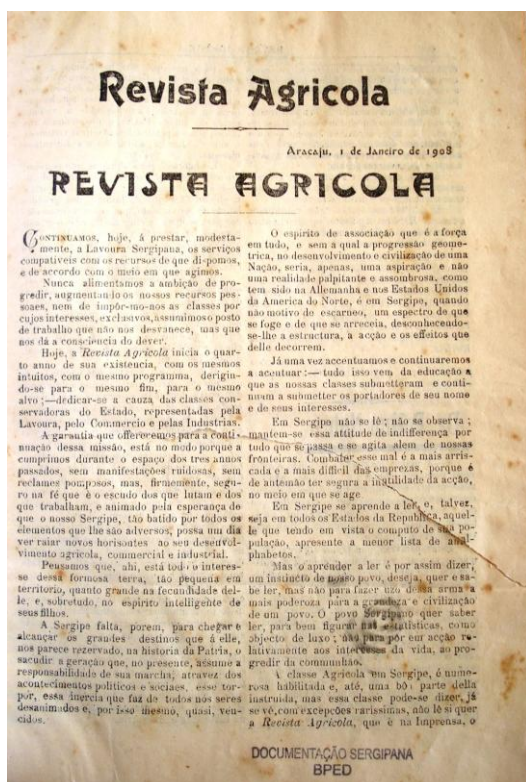 Revista Agricola
Aracaju, 1 de Janeiro de 1908
REVISTA AGRICOLA
CONTINUAMOS, hoje, á prestar, modesta-
mente, a Lavoura Sergipana, os serviços
compativeis com os recursos de que dispomos,
e de accordo com o meio em que agimos.
Nunca alimentamos a ambição de pro-
gredir, augmentando os nossos recursos pes-
soaes, nem de impôr-mo-nos as classes por
cujos interesses, exclusivos, assumimos o posto
de trabalho que não nos desvanece, mas que
nos dá a consciencia do dever.
Hoje, a Revista Agricola inicia o quar-
to anno de sua existencia, com os mesmos
intuitos, com o mesmo programma, derigin-
do-se para o mesmo fim, para o mesmo
alvo ;—dedicar-se a cauza das classes con-
servadoras do Estado, representadas pela
Lavoura, pelo Commercio e pelas Industrias.
A garantia que offerecemos para a conti-
nuação dessa missão, está no modo porque a
comprimos durante o espaço dos tres annos
passados, sem manifestações ruidosas, sem
reclames pomposos, mas, firmemente, segu-
ro na fé que é o escudo dos que lutam e dos
que trabalham, e animado pela esperança de
que o nosso Sergipe, tão batido por todos os
elementos que lhe são adversos, possa um dia
ver raiar novos horisontes ao seu desenvol-
vimento agricola, commercial e industrial.
Pensamos que, ahi, está todo o interes-
se dessa formosa terra, tão pequena em
territorio, quanto grande na fecundidade del-
le, e, sobretudo, no espirito intelligente de
seus filhos.
A Sergipe falta, porem, para chegar e
alcançar os grandes destinos que á elle,
nos parece rezervado, na historia da Patria, o
sacudir a geração que, no presente, assume a
responsabilidade de sua marcha, atravez dos
acontecimentos politicos e sociaes, esse tor-
por, essa inercia que faz de todos nos seres
desanimados e, por isso mesmo, quasi, ven-
cidos.
O espirito de associação que é a força
em tudo, e sem a qual a progressão geome-
trica, no desenvolvimento e civilização de uma
Nação, seria, apenas, uma aspiração e não
uma realidade palpitante e assombrosa, como
tem sido na Allemanha e nos Estados Unidos
da America do Norte, é em Sergipe, quando
não motivo de escarneo, um espectro de que
se foge e de que se arreceia, desconhecendo-
se-lhe a estructura, a acção e os effeitos que
delle decorrem.
Já uma vez accentuamos e continuaremos
a acentuar :— tudo isso vem da educação a
que as nossas classes submetteram e conti-
nuam a submetter os portadores de seu nome
e de seus interesses.
Em Sergipe não se lê ; não se observa ;
mantem-se essa attitude de indifferença por
tudo que se passa e se agita alem de nossas
fronteiras. Combater esse mal é a mais arris-
cada e a mais difficil das emprezas, porque é
de antemão ter segura a inutilidade da acção,
no meio em que se age.
Em Sergipe se aprende a ler e, talvez,
seja em todos os Estados da Republica, aquel-
le que tendo em vista o computo de sua po-
pulação, apresente a menor lista de anal-
phabetos.
Mas o aprender a ler é por assim dizer,
um instincto de nosso povo, deseja, quer e sa-
be ler, mas não para fazer uzo dessa arma a
mais poderoza para a grandeza e civilização
de um povo. O povo Sergipano quer saber
ler, para bem figurar nas estatisticas, como
objecto de luxo ; não para pôr em acção re-
lativamente aos interesses da vida, ao pro-
gredir da communhão.
A classe Agricola em Sergipe, é nume-
rosa habilitada e, até, uma bôa parte della
instruida, mas essa classe pode-se dizer, já
se vê, com excepções rarissimas, não lê si quer
a Revista Agricola, que é na Imprensa, o
DOCUMENTAÇÃO SERGIPANA
BPED